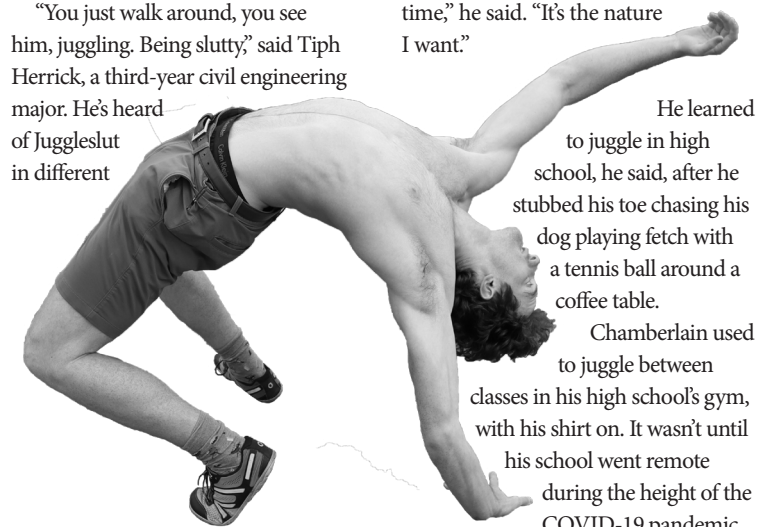 “You just walk around, you see
him, juggling. Being slutty,” said Tiph
Herrick, a third-year civil engineering
major. He’s heard
of Juggleslut
in different
time,” he said. “It’s the nature
I want.”
He learned
to juggle in high
school, he said, after he
stubbed his toe chasing his
dog playing fetch with
a tennis ball around a
coffee table.
Chamberlain used
to juggle between
classes in his high school’s gym,
with his shirt on. It wasn’t until
his school went remote
during the height of the
COVID-19 pandemic